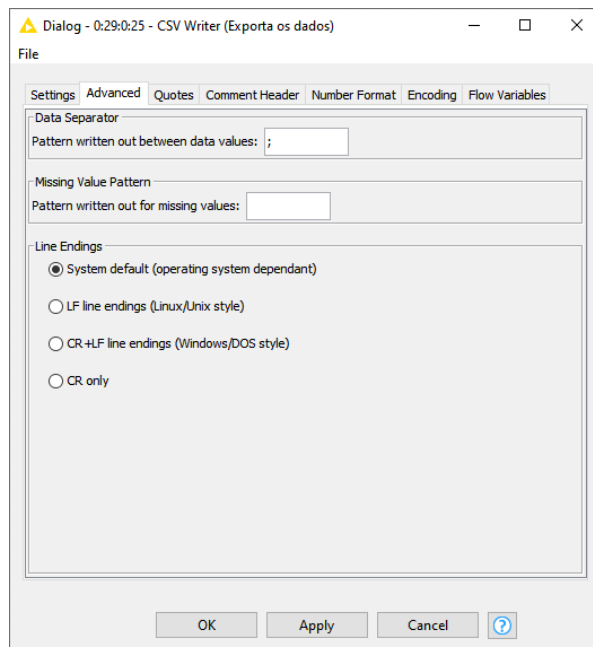 Dialog - 0:29:0:25 - CSV Writer (Exporta os dados)
File
Settings Advanced Quotes Comment Header Number Format Encoding Flow Variables
Data Separator
Pattern written out between data values: ;
Missing Value Pattern
Pattern written out for missing values:
Line Endings
System default (operating system dependant)
LF line endings (Linux/Unix style)
CR+LF line endings (Windows/DOS style)
CR only
OK Apply Cancel ?